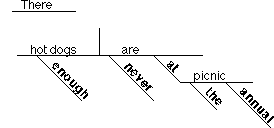 There
hot dogs are
enough never at
picnic
the annual